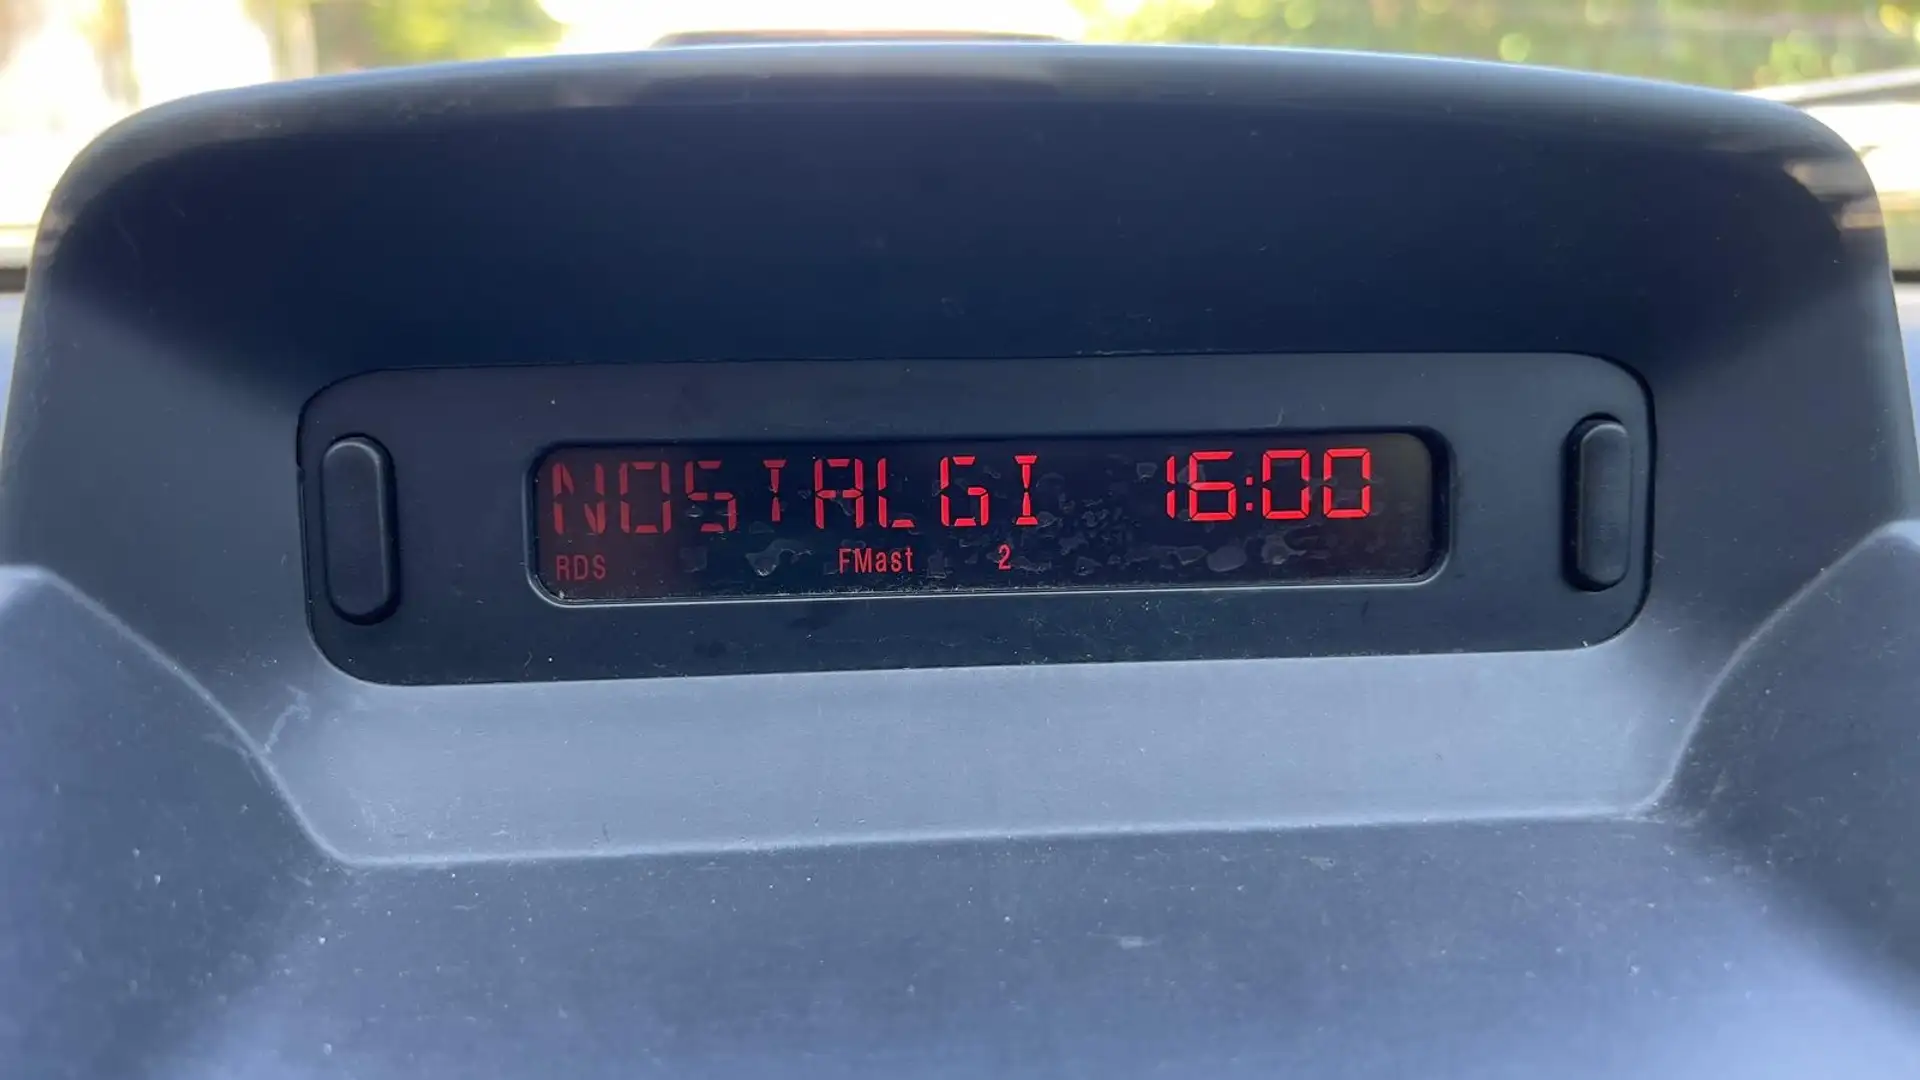 NOSTALGI 16:00
RDS FMast 2